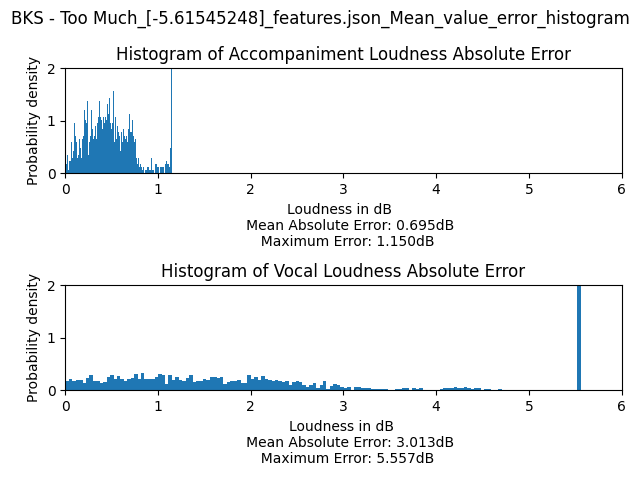 BKS - Too Much_[-5.61545248]_features.json_Mean_value_error_histogram
Histogram of Accompaniment Loudness Absolute Error
Probability density
2
1
0
0 1 2 3 4 5 6
Loudness in dB
Mean Absolute Error: 0.695dB
Maximum Error: 1.150dB
Histogram of Vocal Loudness Absolute Error
Probability density
2
1
0
0 1 2 3 4 5 6
Loudness in dB
Mean Absolute Error: 3.013dB
Maximum Error: 5.557dB